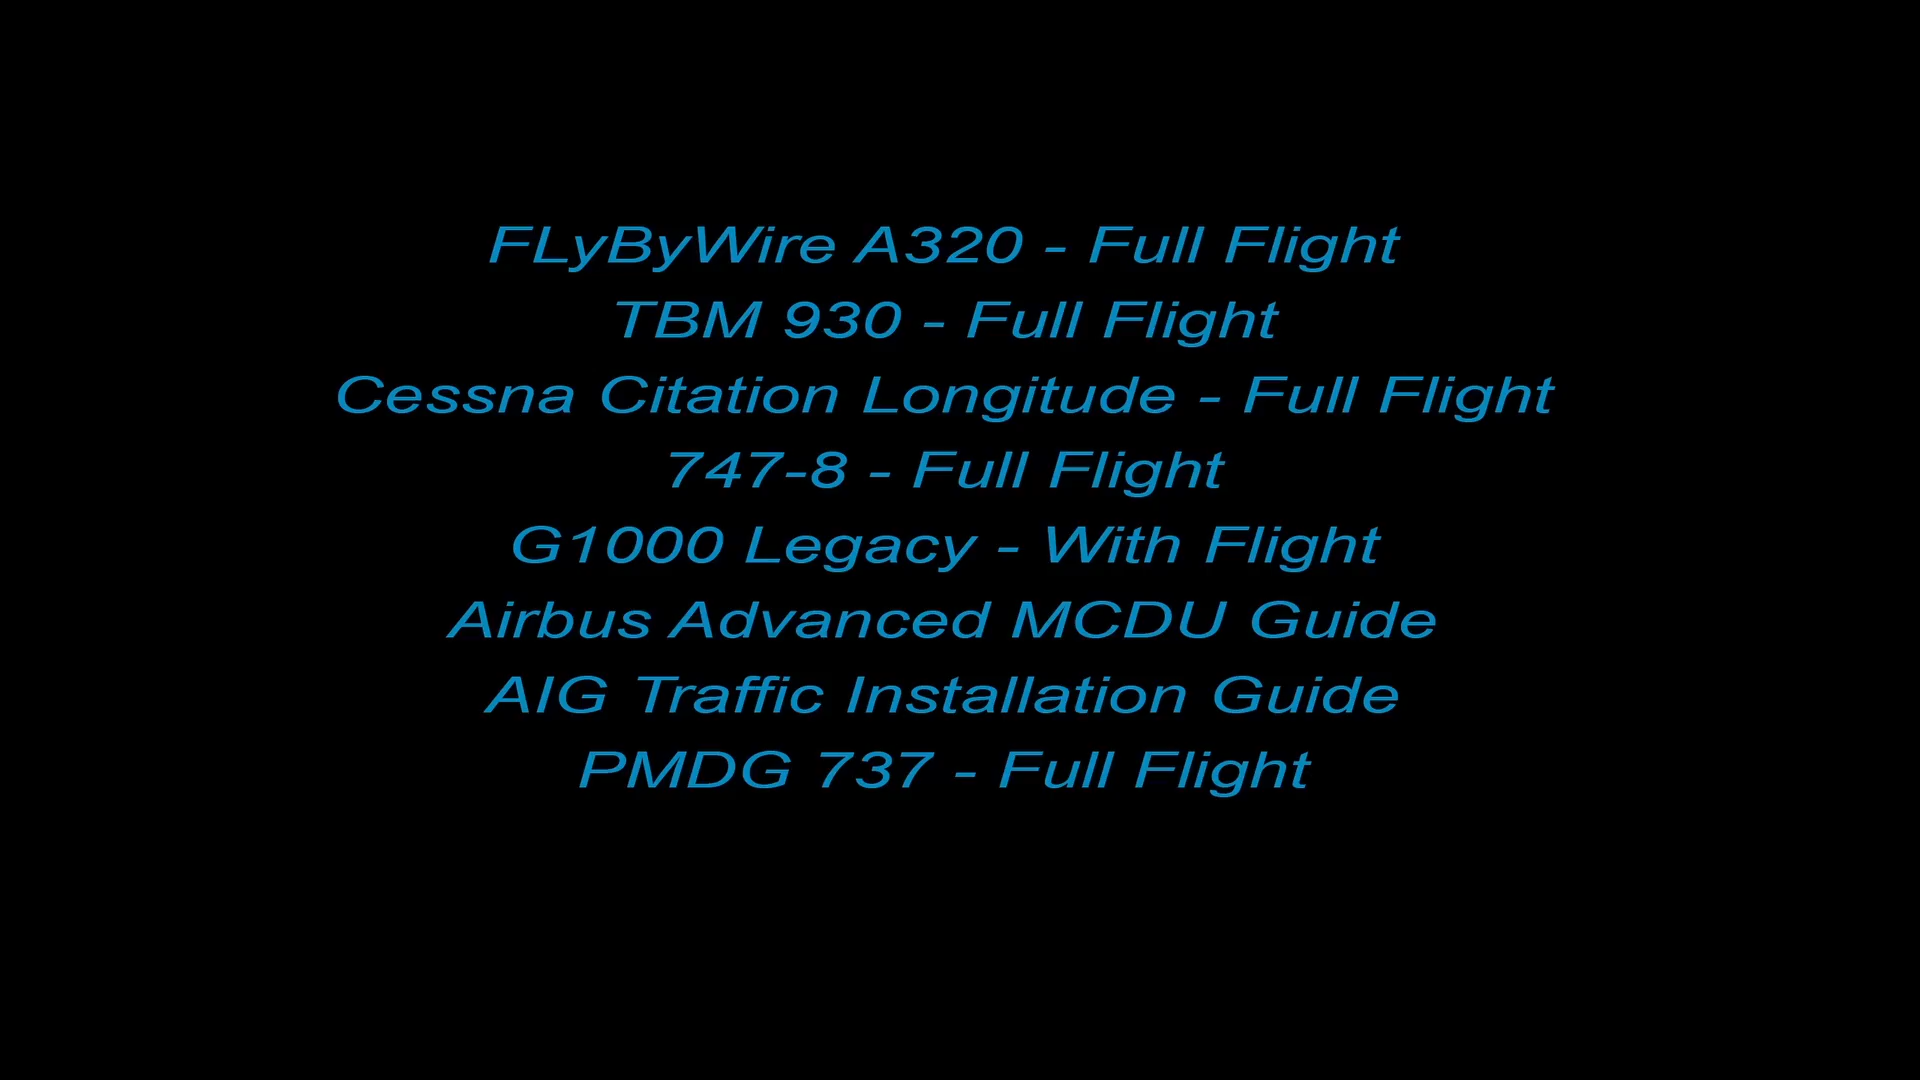 FLyByWire A320 - Full Flight
TBM 930 - Full Flight
Cessna Citation Longitude - Full Flight
747-8 - Full Flight
G1000 Legacy - With Flight
Airbus Advanced MCDU Guide
AIG Traffic Installation Guide
PMDG 737 - Full Flight